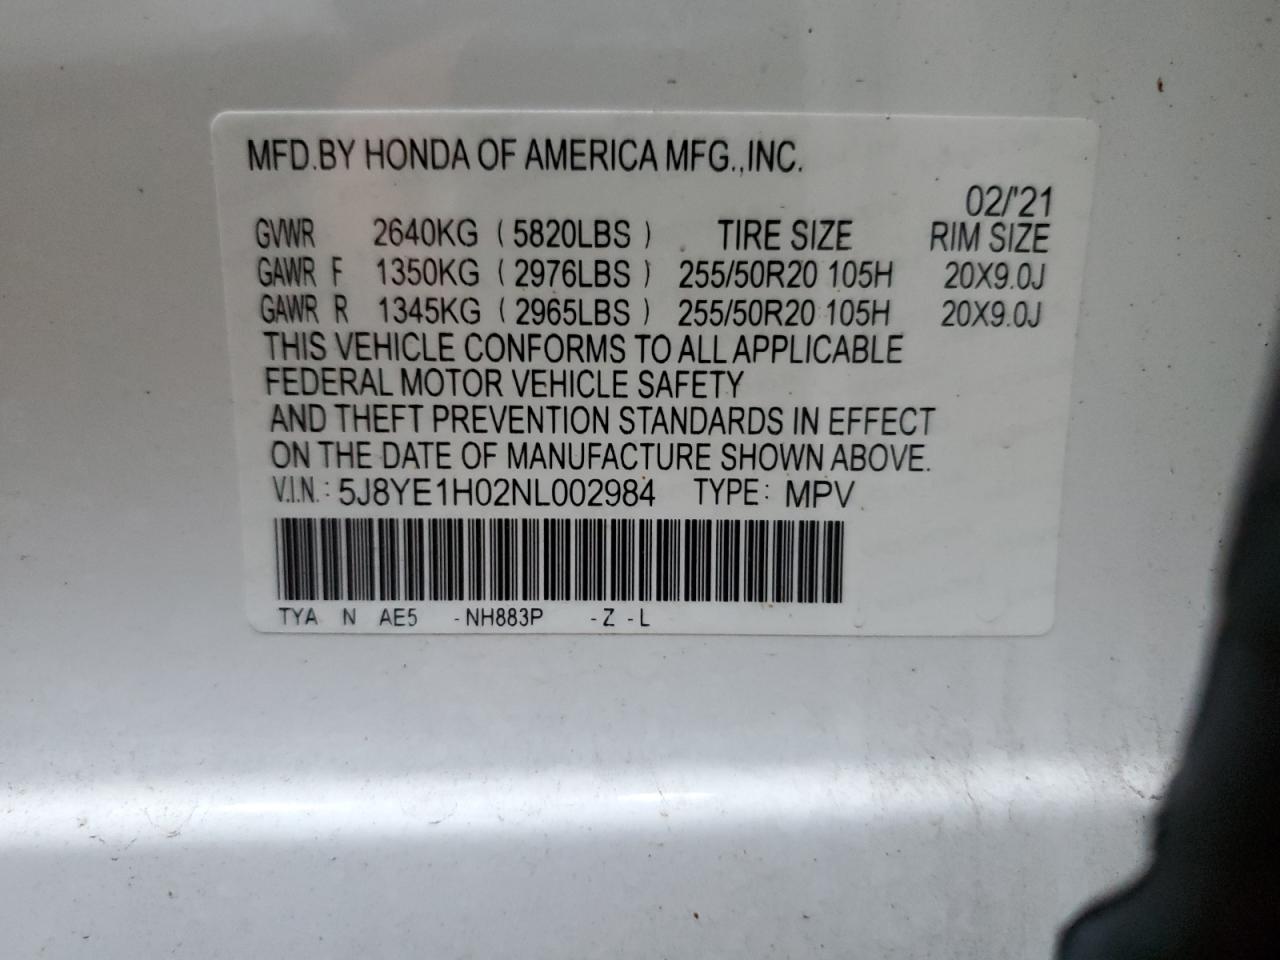 MFD.BY HONDA OF AMERICA MFG.,INC.
02/'21
GVWR 2640KG ( 5820LBS ) TIRE SIZE RIM SIZE
GAWR F 1350KG ( 2976LBS ) 255/50R20 105H 20X9.0J
GAWR R 1345KG ( 2965LBS ) 255/50R20 105H 20X9.0J
THIS VEHICLE CONFORMS TO ALL APPLICABLE
FEDERAL MOTOR VEHICLE SAFETY
AND THEFT PREVENTION STANDARDS IN EFFECT
ON THE DATE OF MANUFACTURE SHOWN ABOVE.
V.I.N.: 5J8YE1H02NL002984 TYPE: MPV
TYA N AE5 - NH883P - Z - L